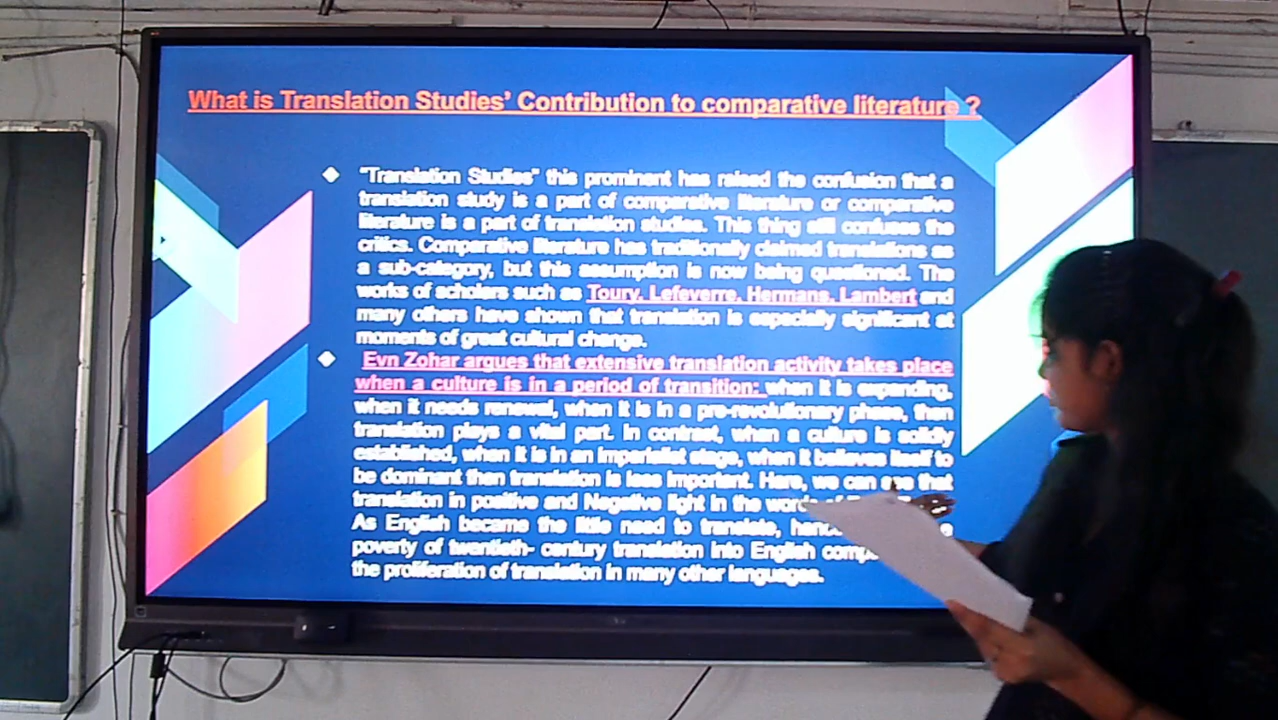 What is Translation Studies' Contribution to comparative literature ?
❖ "Translation Studies" this prominent has raised the confusion that a
translation study is a part of comparative literature or comparative
literature is a part of translation studies. This thing still confuses the
critics. Comparative literature has traditionally claimed translations as
a sub-category, but this assumption is now being questioned. The
works of scholars such as Toury, Lefeverre, Hermans, Lambert and
many others have shown that translation is especially significant at
moments of great cultural change.
❖ Evn Zohar argues that extensive translation activity takes place
when a culture is in a period of transition: when it is expanding,
when it needs renewal, when it is in a pre-revolutionary phase, then
translation plays a vital part. In contrast, when a culture is solidly
established, when it is in an imperialist stage, when it believes itself to
be dominant then translation is less important. Here, we can see that
translation in positive and Negative light in the words of
As English became the little need to translate,
poverty of twentieth- century translation into English
the proliferation of translation in many other languages.